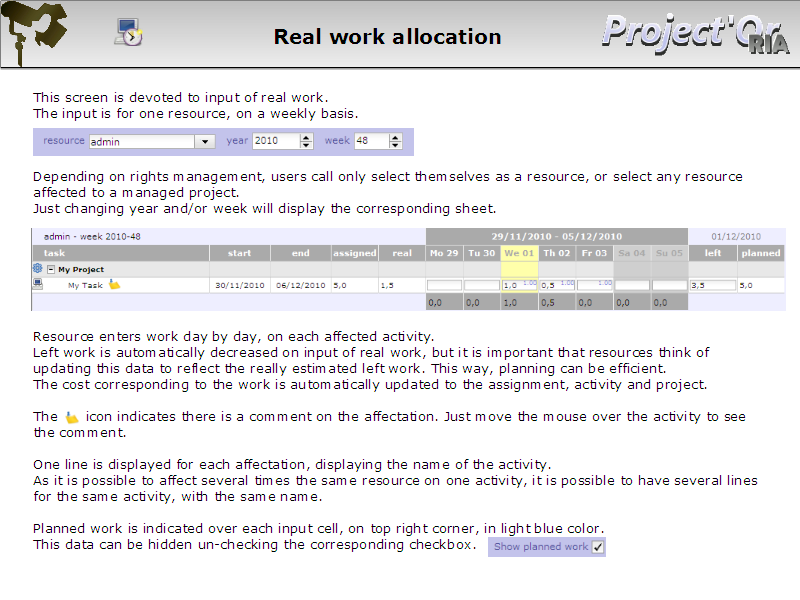 Real work allocation
Project'Or
RIA
This screen is devoted to input of real work.
The input is for one resource, on a weekly basis.
resource admin year 2010 week 48
Depending on rights management, users call only select themselves as a resource, or select any resource
affected to a managed project.
Just changing year and/or week will display the corresponding sheet.
admin - week 2010-48 29/11/2010 - 05/12/2010 01/12/2010
task start end assigned real Mo 29 Tu 30 We 01 Th 02 Fr 03 Sa 04 Su 05 left planned
My Project
My Task 30/11/2010 06/12/2010 5,0 1,5 1,0 1.00 0,5 1.00 1.00 3,5 5,0
0,0 0,0 1,0 0,5 0,0 0,0 0,0
Resource enters work day by day, on each affected activity.
Left work is automatically decreased on input of real work, but it is important that resources think of
updating this data to reflect the really estimated left work. This way, planning can be efficient.
The cost corresponding to the work is automatically updated to the assignment, activity and project.
The icon indicates there is a comment on the affectation. Just move the mouse over the activity to see
the comment.
One line is displayed for each affectation, displaying the name of the activity.
As it is possible to affect several times the same resource on one activity, it is possible to have several lines
for the same activity, with the same name.
Planned work is indicated over each input cell, on top right corner, in light blue color.
This data can be hidden un-checking the corresponding checkbox. Show planned work